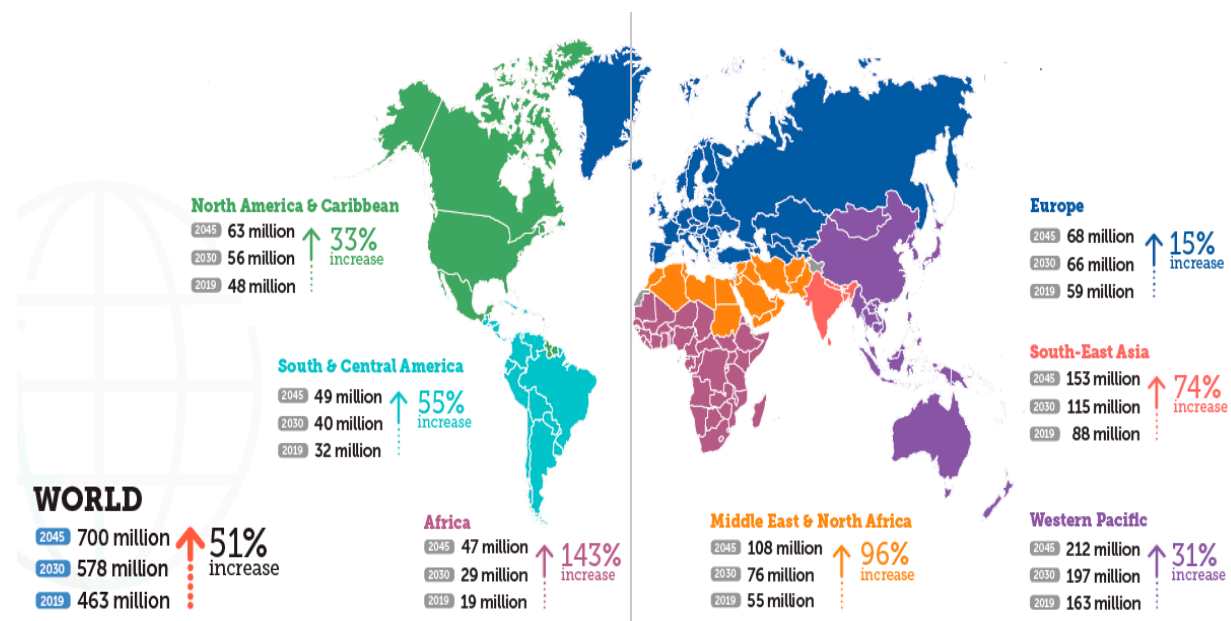 North America & Caribbean
2045 63 million
2030 56 million
2019 48 million
33%
increase
South & Central America
2045 49 million
2030 40 million
2019 32 million
55%
increase
WORLD
2045 700 million
2030 578 million
2019 463 million
51%
increase
Africa
2045 47 million
2030 29 million
2019 19 million
143%
increase
Middle East & North Africa
2045 108 million
2030 76 million
2019 55 million
96%
increase
Europe
2045 68 million
2030 66 million
2019 59 million
15%
increase
South-East Asia
2045 153 million
2030 115 million
2019 88 million
74%
increase
Western Pacific
2045 212 million
2030 197 million
2019 163 million
31%
increase